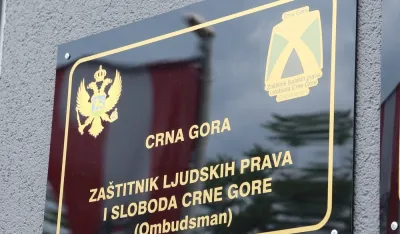 CRNA GORA
ZAŠTITNIK LJUDSKIH PRAVA
I SLOBODA CRNE GORE
(Ombudsman)